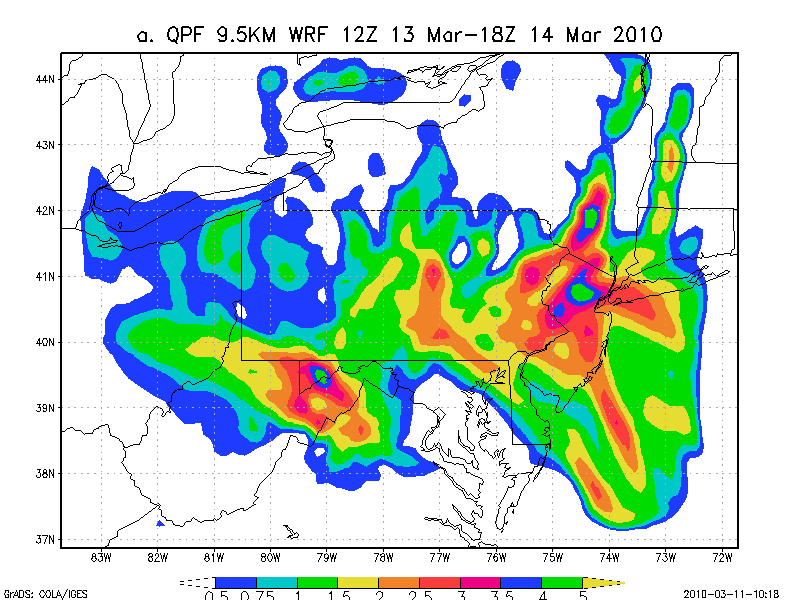 a. QPF 9.5KM WRF 12Z 13 Mar-18Z 14 Mar 2010
44N
43N
42N
41N
40N
39N
38N
37N
83W 82W 81W 80W 79W 78W 77W 76W 75W 74W 73W 72W
0.5 0.75 1 1.5 2 2.5 3 3.5 4 5
GrADS: COLA/IGES 2010-03-11-10:18